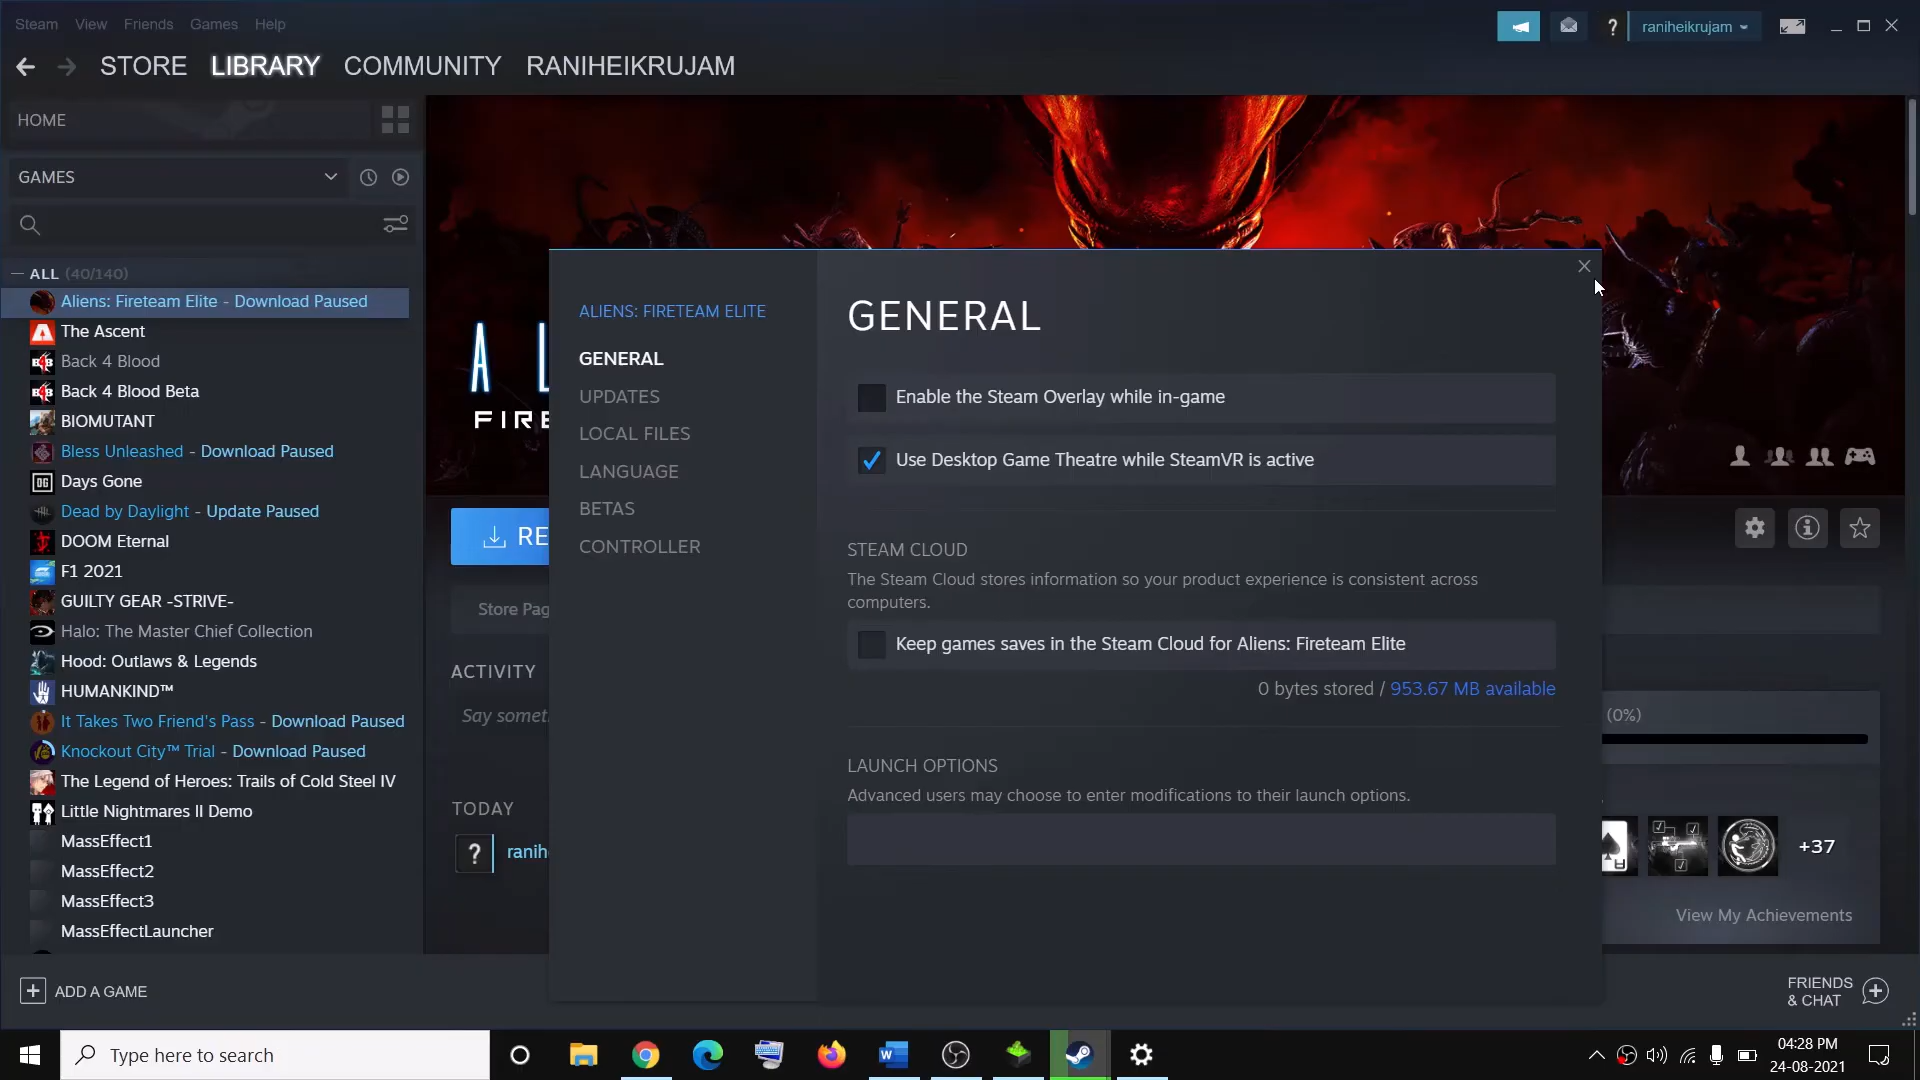 Steam View Friends Games Help
raniheikrujam
STORE LIBRARY COMMUNITY RANIHEIKRUJAM
HOME
GAMES
ALL (40/140)
Aliens: Fireteam Elite - Download Paused
The Ascent
Back 4 Blood
Back 4 Blood Beta
BIOMUTANT
Bless Unleashed - Download Paused
Days Gone
Dead by Daylight - Update Paused
DOOM Eternal
F1 2021
GUILTY GEAR -STRIVE-
Halo: The Master Chief Collection
Hood: Outlaws & Legends
HUMANKIND™
It Takes Two Friend's Pass - Download Paused
Knockout City™ Trial - Download Paused
The Legend of Heroes: Trails of Cold Steel IV
Little Nightmares II Demo
MassEffect1
MassEffect2
MassEffect3
MassEffectLauncher
ADD A GAME
A L
FIRE
RE
Store Pag
ACTIVITY
Say somet
TODAY
ranih
ALIENS: FIRETEAM ELITE
GENERAL
UPDATES
LOCAL FILES
LANGUAGE
BETAS
CONTROLLER
GENERAL
Enable the Steam Overlay while in-game
Use Desktop Game Theatre while SteamVR is active
STEAM CLOUD
The Steam Cloud stores information so your product experience is consistent across
computers.
Keep games saves in the Steam Cloud for Aliens: Fireteam Elite
0 bytes stored / 953.67 MB available
LAUNCH OPTIONS
Advanced users may choose to enter modifications to their launch options.
(0%)
+37
View My Achievements
FRIENDS
& CHAT
Type here to search
04:28 PM
24-08-2021